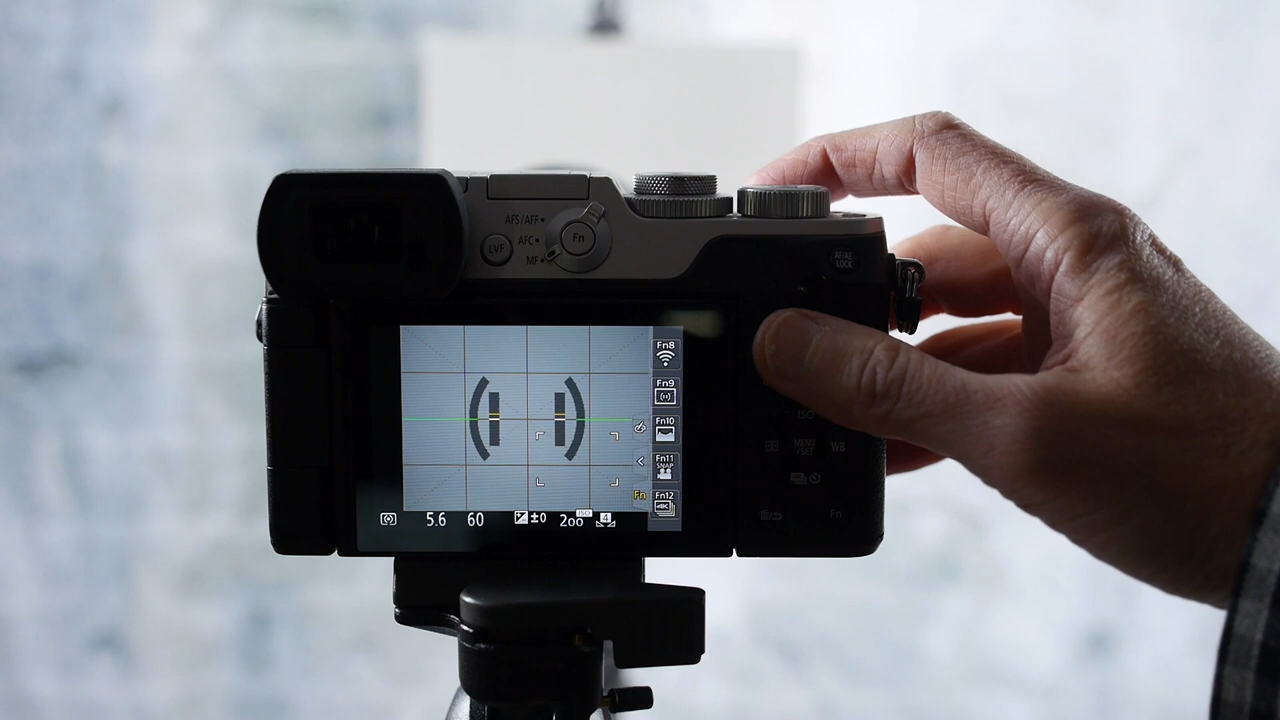 AFS/AFF
LVF
AFC
Fn
MF
AF/AE
LOCK
Fn8
Fn9
Fn10
Fn11
SNAP
Fn12
4K
Fn
5.6
60
±0
ISO
200
4
ISO
MENU
/SET
WB
Fn